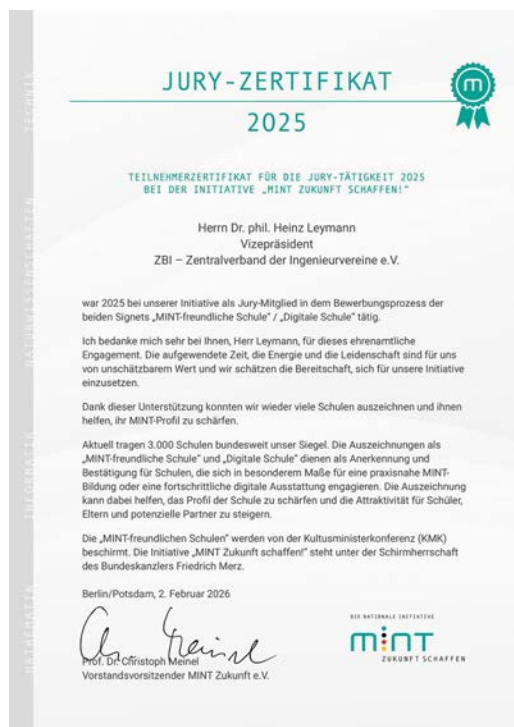 JURY-ZERTIFIKAT
2025
TEILNEHMERZERTIFIKAT FÜR DIE JURY-TÄTIGKEIT 2025
BEI DER INITIATIVE „MINT ZUKUNFT SCHAFFEN!“
Herrn Dr. phil. Heinz Leymann
Vizepräsident
ZBI – Zentralverband der Ingenieurvereine e.V.
war 2025 bei unserer Initiative als Jury-Mitglied in dem Bewerbungsprozess der
beiden Signets „MINT-freundliche Schule“ / „Digitale Schule“ tätig.
Ich bedanke mich sehr bei Ihnen, Herr Leymann, für dieses ehrenamtliche
Engagement. Die aufgewendete Zeit, die Energie und die Leidenschaft sind für uns
von unschätzbarem Wert und wir schätzen die Bereitschaft, sich für unsere Initiative
einzusetzen.
Dank dieser Unterstützung konnten wir wieder viele Schulen auszeichnen und ihnen
helfen, ihr MINT-Profil zu schärfen.
Aktuell tragen 3.000 Schulen bundesweit unser Siegel. Die Auszeichnungen als
„MINT-freundliche Schule“ und „Digitale Schule“ dienen als Anerkennung und
Bestätigung für Schulen, die sich in besonderem Maße für eine praxisnahe MINT-
Bildung oder eine fortschrittliche digitale Ausstattung engagieren. Die Auszeichnung
kann dabei helfen, das Profil der Schule zu schärfen und die Attraktivität für Schüler,
Eltern und potenzielle Partner zu steigern.
Die „MINT-freundlichen Schulen“ werden von der Kultusministerkonferenz (KMK)
beschirmt. Die Initiative „MINT Zukunft schaffen!“ steht unter der Schirmherrschaft
des Bundeskanzlers Friedrich Merz.
Berlin/Potsdam, 2. Februar 2026
Prof. Dr. Christoph Meinel
Vorstandsvorsitzender MINT Zukunft e.V.
DIE NATIONALE INITIATIVE
MINT
ZUKUNFT SCHAFFEN
MATHEMATIK INFORMATIK NATURWISSENSCHAFTEN TECHNIK
m